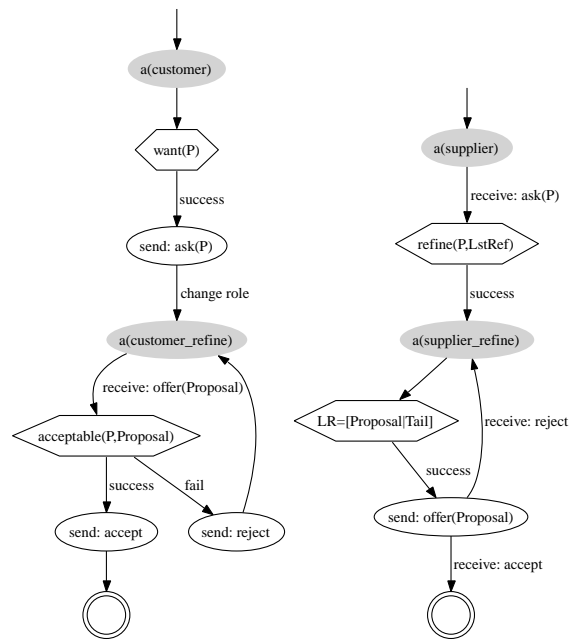 a(customer)
want(P)
success
send: ask(P)
change role
a(customer_refine)
receive: offer(Proposal)
acceptable(P,Proposal)
success
fail
send: accept
send: reject
a(supplier)
receive: ask(P)
refine(P,LstRef)
success
a(supplier_refine)
LR=[Proposal|Tail]
receive: reject
success
send: offer(Proposal)
receive: accept